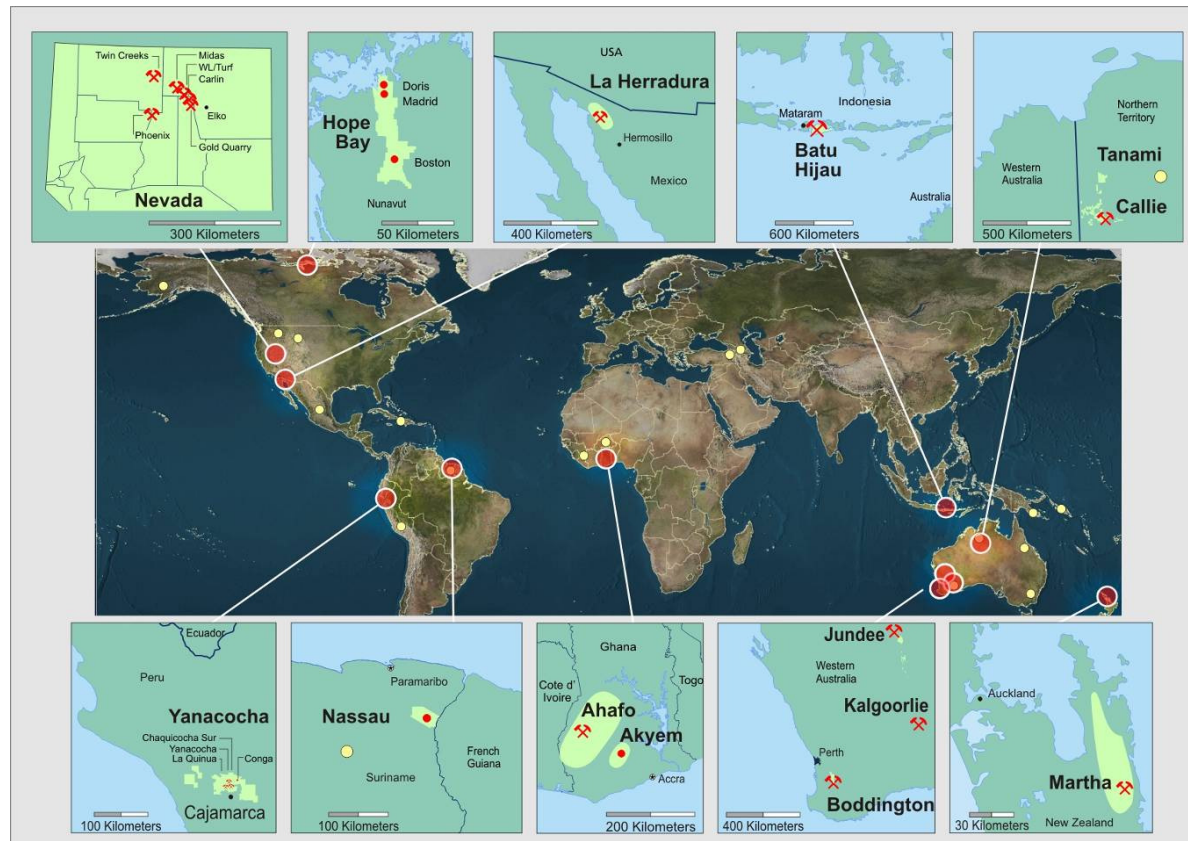 Twin Creeks
Midas
WL/Turf
Carlin
Elko
Phoenix
Gold Quarry
Nevada
300 Kilometers
Doris
Madrid
Hope
Bay
Boston
Nunavut
50 Kilometers
USA
La Herradura
Hermosillo
Mexico
400 Kilometers
Indonesia
Mataram
Batu
Hijau
Australia
600 Kilometers
Northern
Territory
Western
Australia
Tanami
Callie
500 Kilometers
Ecuador
Peru
Yanacocha
Chaquicocha Sur
Yanacocha
La Quinua
Conga
Cajamarca
100 Kilometers
Paramaribo
Nassau
Suriname
French
Guiana
100 Kilometers
Ghana
Cote d'
Ivoire
Togo
Ahafo
Akyem
Accra
200 Kilometers
Jundee
Western
Australia
Kalgoorlie
Perth
Boddington
400 Kilometers
Auckland
Martha
30 Kilometers
New Zealand